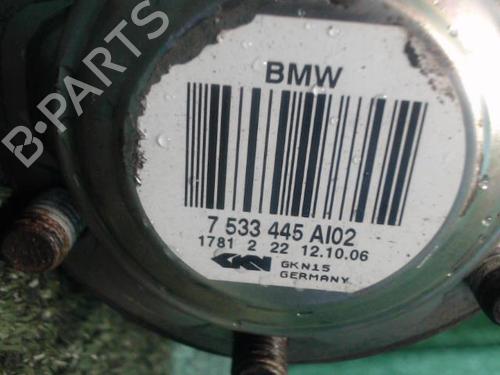 B-PARTS
BMW
7 533 445 AI02
1781 2 22 12.10.06
GKN GKN15
GERMANY